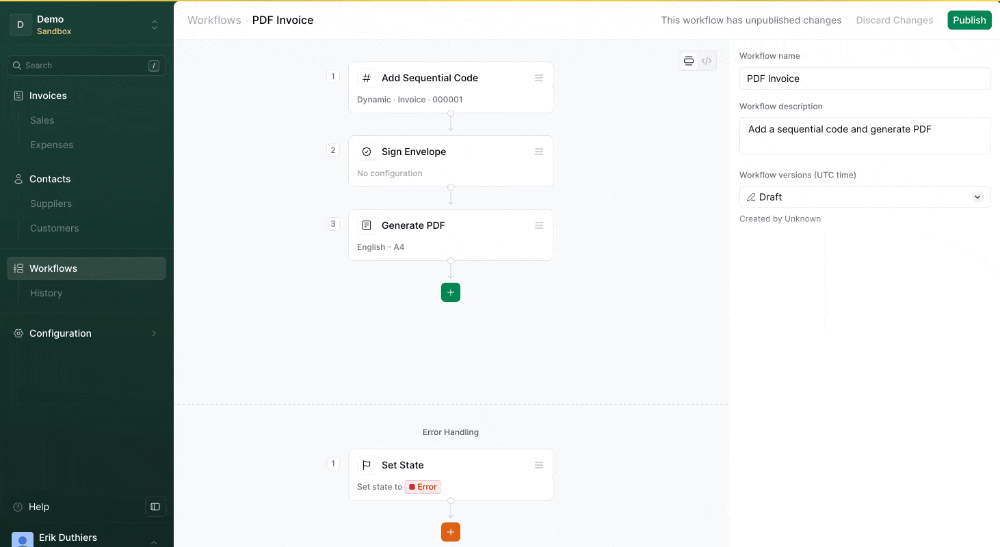 D
Demo
Sandbox
Search
/
Invoices
Sales
Expenses
Contacts
Suppliers
Customers
Workflows
History
Configuration
Help
Erik Duthiers
Workflows · PDF Invoice
This workflow has unpublished changes
Discard Changes
Publish
1
Add Sequential Code
Dynamic · Invoice · 000001
2
Sign Envelope
No configuration
3
Generate PDF
English - A4
Error Handling
1
Set State
Set state to Error
Workflow name
PDF Invoice
Workflow description
Add a sequential code and generate PDF
Workflow versions (UTC time)
Draft
Created by Unknown